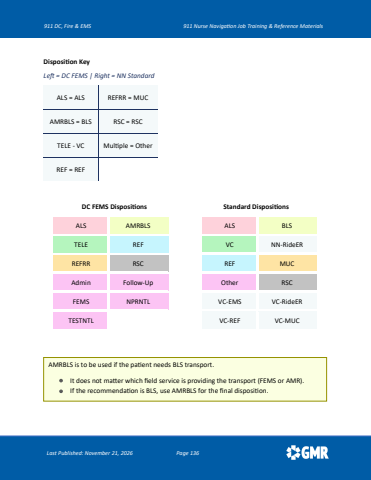 911 DC, Fire & EMS 911 Nurse Navigation Job Training & Reference Materials
Disposition Key
Left = DC FEMS | Right = NN Standard
ALS = ALS REFRR = MUC
AMRBLS = BLS RSC = RSC
TELE - VC Multiple = Other
REF = REF
DC FEMS Dispositions Standard Dispositions
ALS AMRBLS ALS BLS
TELE REF VC NN-RideER
REFRR RSC REF MUC
Admin Follow-Up Other RSC
FEMS NPRNTL VC-EMS VC-RideER
TESTNTL VC-REF VC-MUC
AMRBLS is to be used if the patient needs BLS transport.
● It does not matter which field service is providing the transport (FEMS or AMR).
● If the recommendation is BLS, use AMRBLS for the final disposition.
Last Published: November 21, 2026 Page 136 GMR